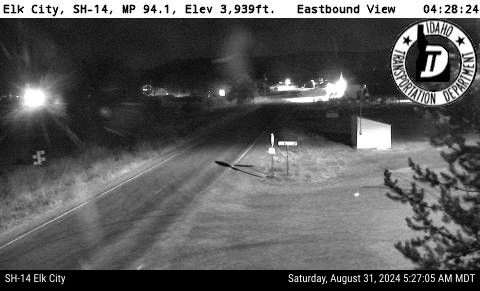 Elk City, SH-14, MP 94.1, Elev 3,939ft. Eastbound View 04:28:24
IDAHO
TRANSPORTATION DEPARTMENT
SH-14 Elk City Saturday, August 31, 2024 5:27:05 AM MDT